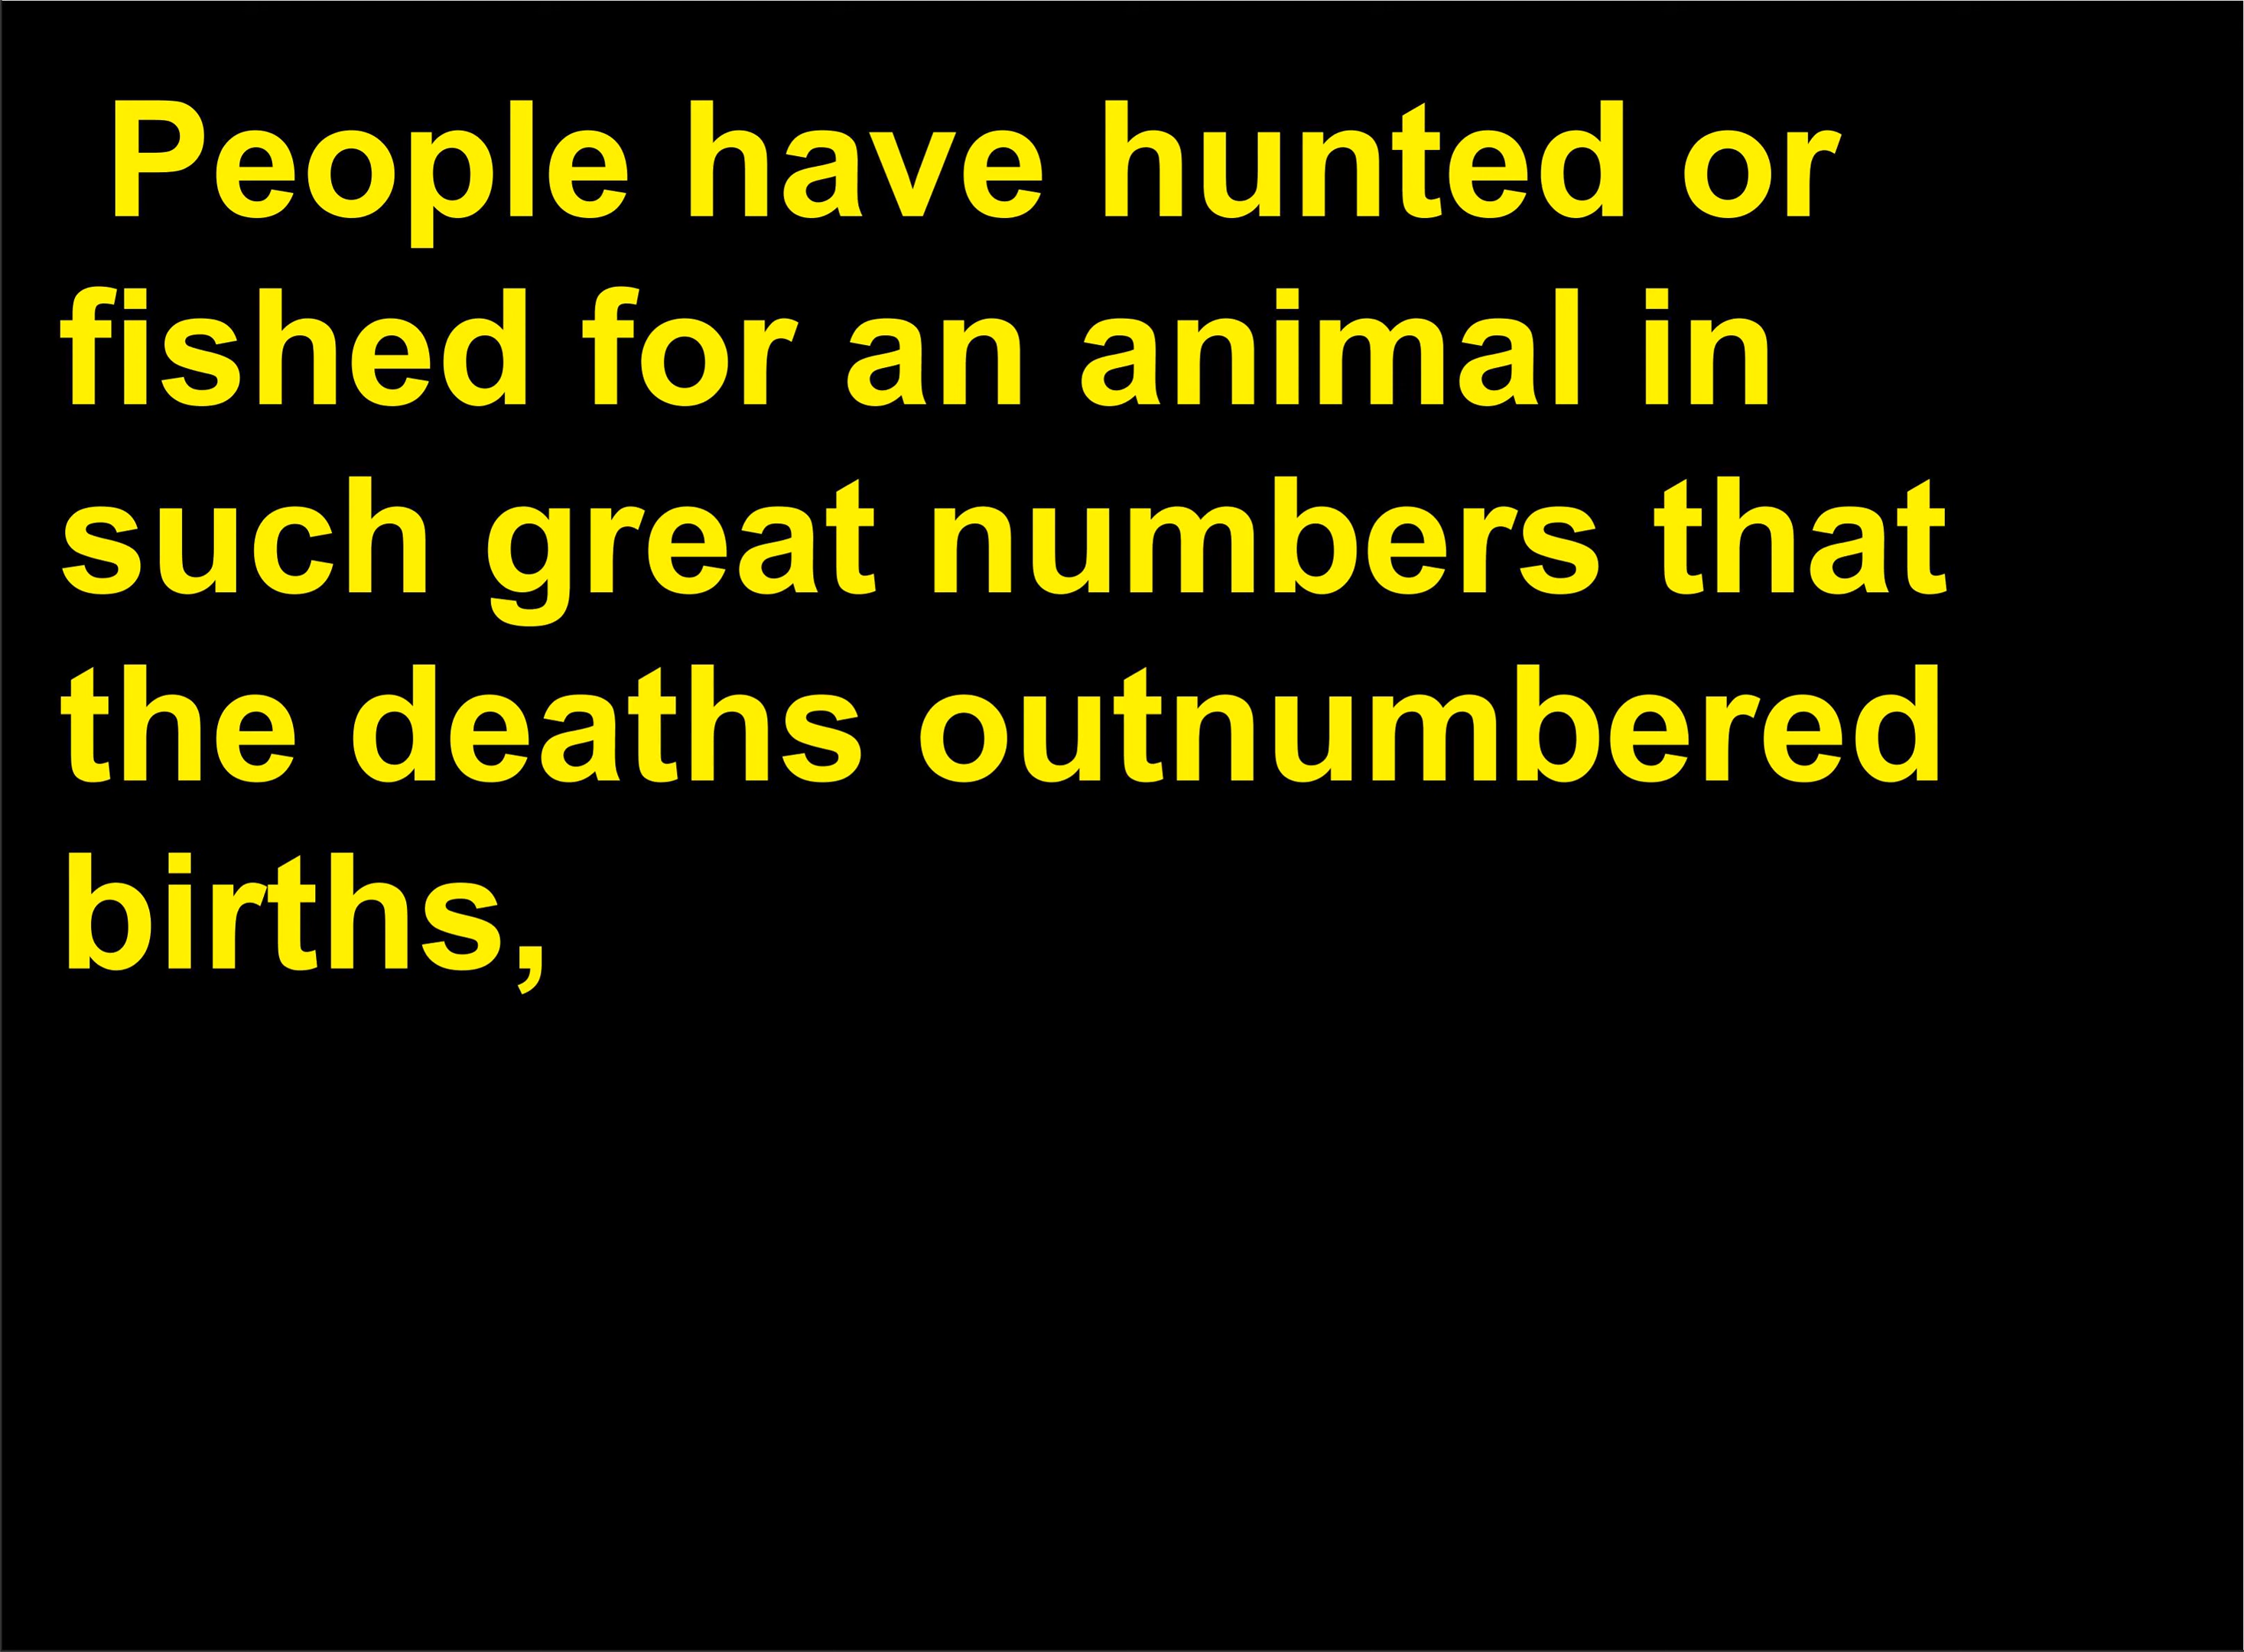 People have hunted or
fished for an animal in
such great numbers that
the deaths outnumbered
births,